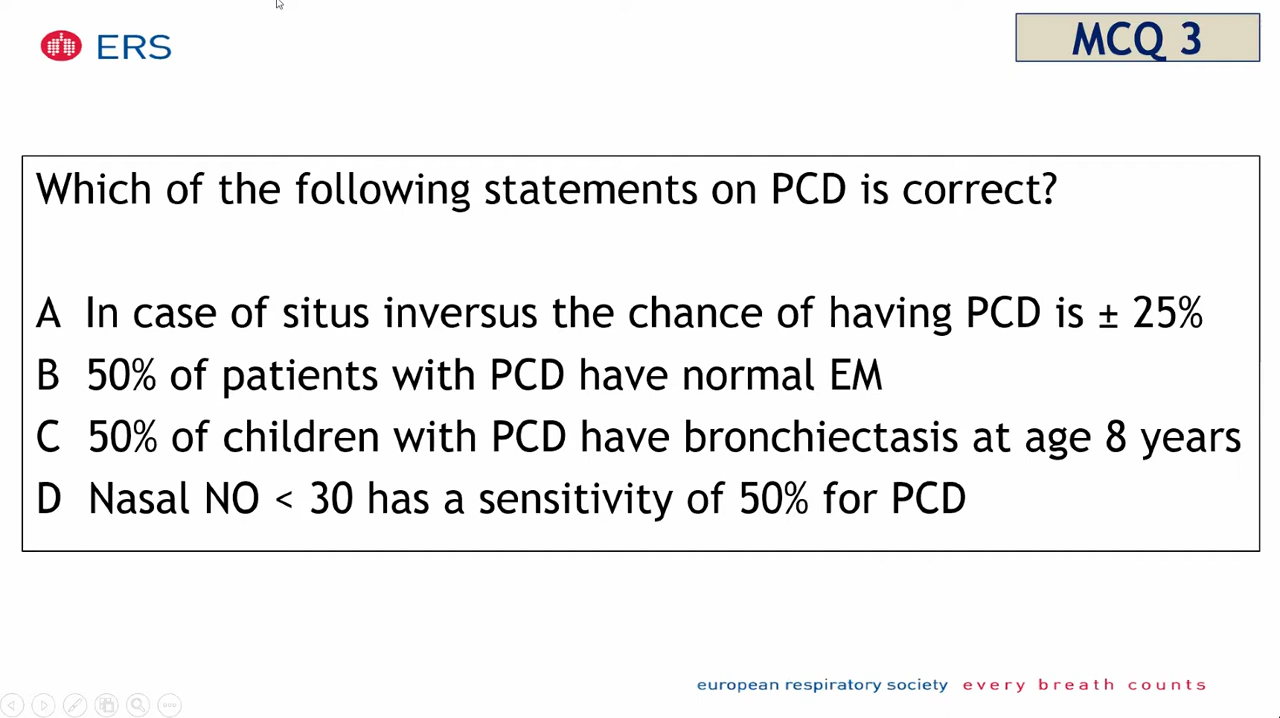 ERS
MCQ 3
Which of the following statements on PCD is correct?
A In case of situs inversus the chance of having PCD is ± 25%
B 50% of patients with PCD have normal EM
C 50% of children with PCD have bronchiectasis at age 8 years
D Nasal NO < 30 has a sensitivity of 50% for PCD
european respiratory society every breath counts